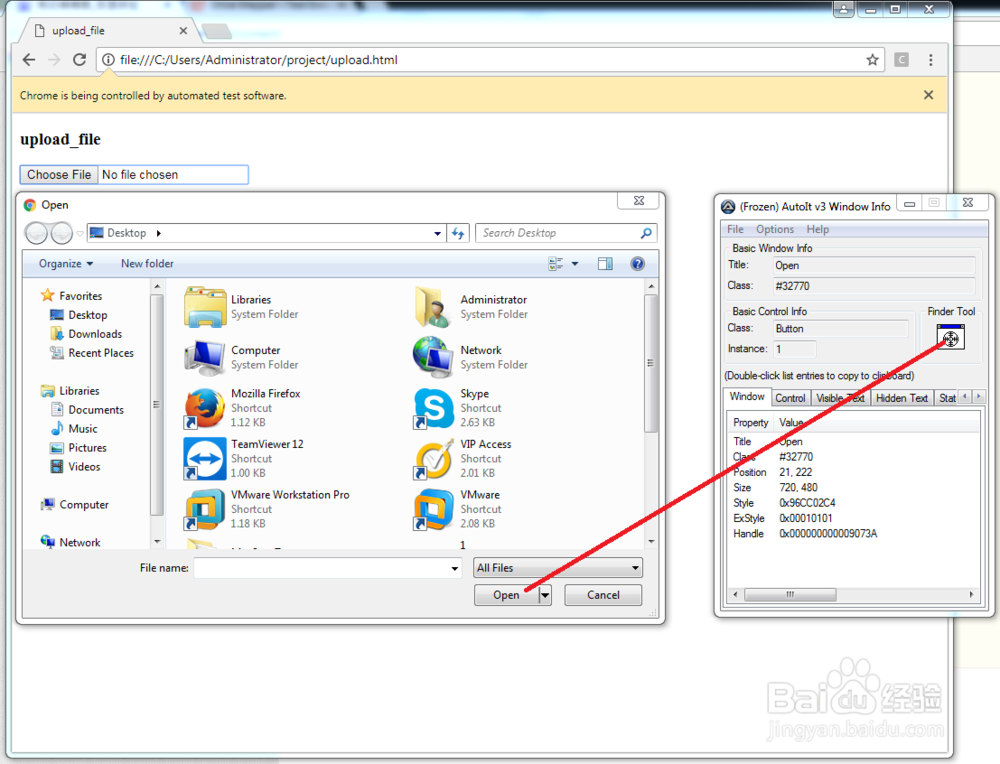 upload_file
file:///C:/Users/Administrator/project/upload.html
C
Chrome is being controlled by automated test software.
upload_file
Choose File No file chosen
Open
Desktop
Search Desktop
Organize
New folder
Favorites
Desktop
Downloads
Recent Places
Libraries
Documents
Music
Pictures
Videos
Computer
Network
Libraries
System Folder
Administrator
System Folder
Computer
System Folder
Network
System Folder
Mozilla Firefox
Shortcut
1.12 KB
Skype
Shortcut
2.63 KB
TeamViewer 12
Shortcut
1.00 KB
VIP Access
Shortcut
2.01 KB
VMware Workstation Pro
Shortcut
1.18 KB
VMware
Shortcut
2.08 KB
1
File name:
All Files
Open
Cancel
(Frozen) AutoIt v3 Window Info
File Options Help
Basic Window Info
Title: Open
Class: #32770
Basic Control Info
Class: Button
Instance: 1
Finder Tool
(Double-click list entries to copy to clipboard)
Window Control Visible Text Hidden Text Stat
Property Value
Title Open
Class #32770
Position 21, 222
Size 720, 480
Style 0x96CC02C4
ExStyle 0x00010101
Handle 0x000000000009073A
Baidu 经验
jingyan.baidu.com